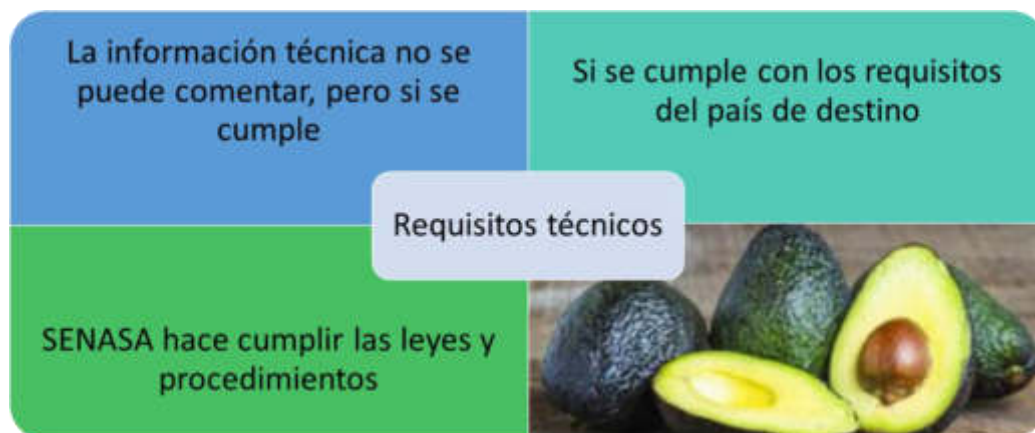 La información técnica no se
puede comentar, pero si se
cumple
Si se cumple con los requisitos
del país de destino
Requisitos técnicos
SENASA hace cumplir las leyes y
procedimientos